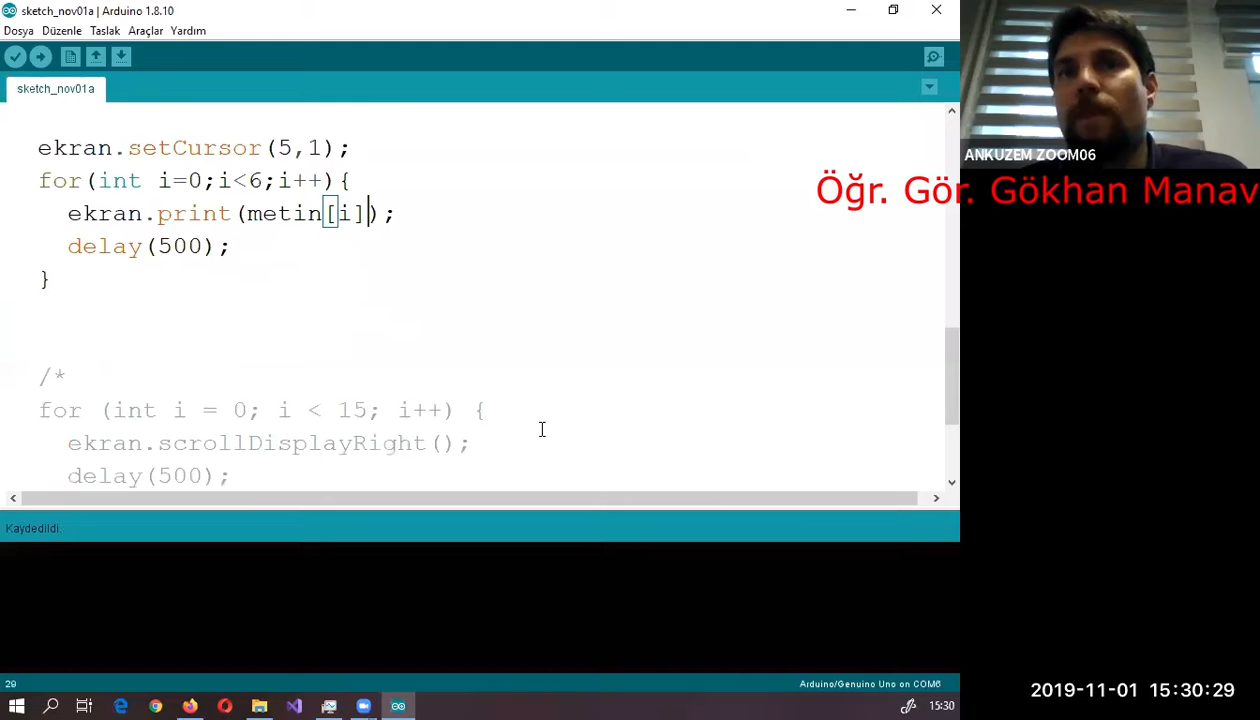 sketch_nov01a | Arduino 1.8.10
Dosya Düzenle Taslak Araçlar Yardım
sketch_nov01a
ekran.setCursor(5,1);
for(int i=0;i<6;i++){
ekran.print(metin[i]);
delay(500);
}
/*
for (int i = 0; i < 15; i++) {
ekran.scrollDisplayRight();
delay(500);
Kaydedildi.
29
Arduino/Genuino Uno on COM6
15:30
ANKUZEM ZOOM06
Öğr. Gör. Gökhan Manav
2019-11-01 15:30:29